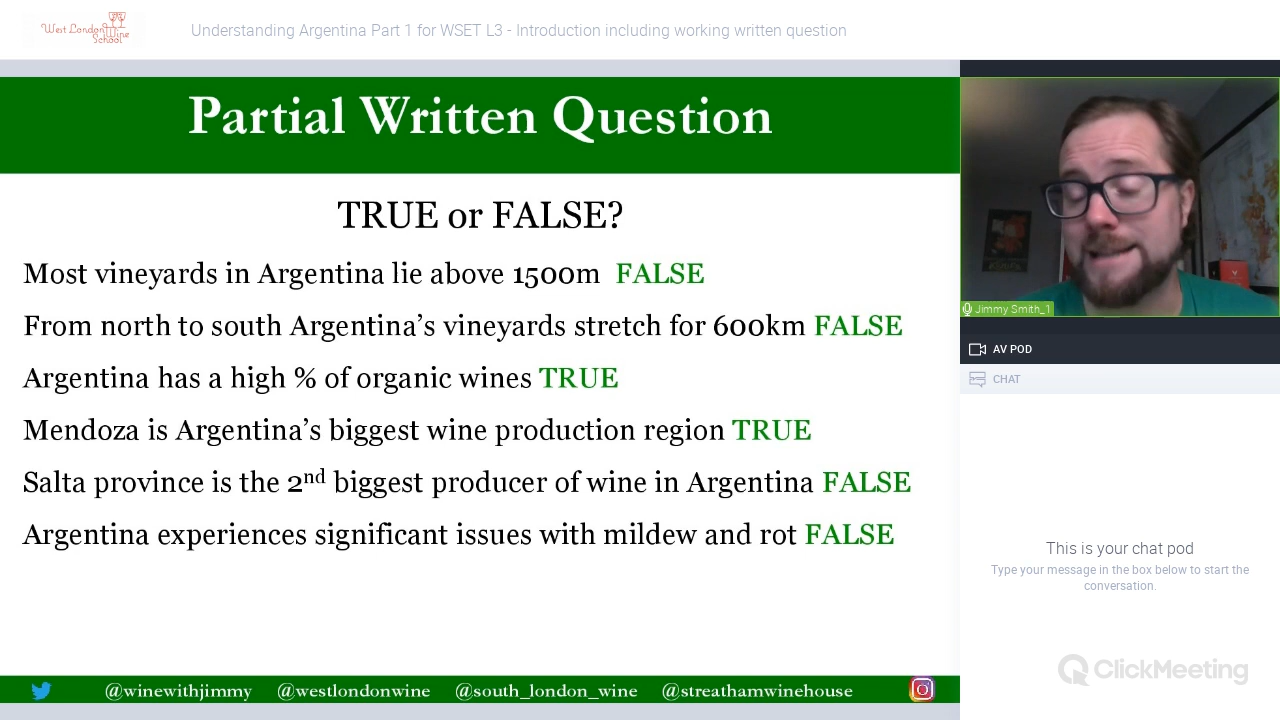 West London Wine School
Understanding Argentina Part 1 for WSET L3 - Introduction including working written question
Partial Written Question
TRUE or FALSE?
Most vineyards in Argentina lie above 1500m FALSE
From north to south Argentina’s vineyards stretch for 600km FALSE
Argentina has a high % of organic wines TRUE
Mendoza is Argentina’s biggest wine production region TRUE
Salta province is the 2nd biggest producer of wine in Argentina FALSE
Argentina experiences significant issues with mildew and rot FALSE
@winewithjimmy @westlondonwine @south_london_wine @streathamwinehouse
Jimmy Smith_1
AV POD
CHAT
This is your chat pod
Type your message in the box below to start the
conversation.
ClickMeeting